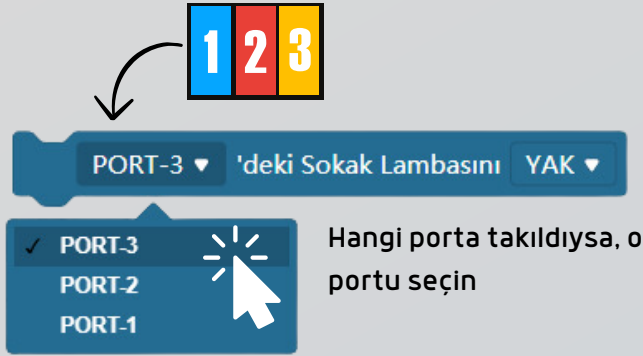 1 2 3
PORT-3 'deki Sokak Lambasını YAK
PORT-3
PORT-2
PORT-1
Hangi porta takıldıysa, o
portu seçin